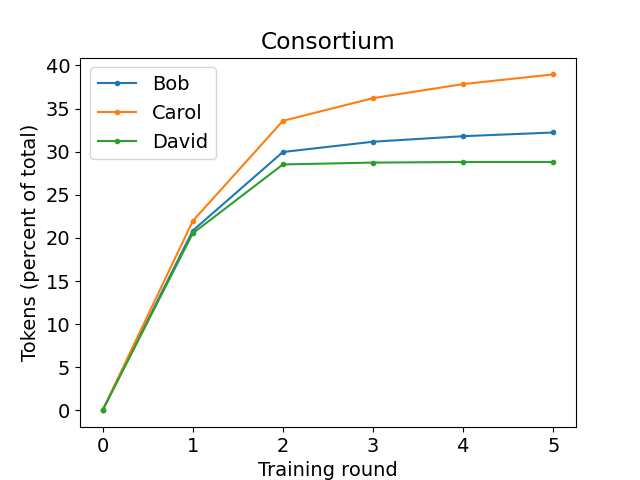 Consortium
Tokens (percent of total)
40
35
30
25
20
15
10
5
0
Bob
Carol
David
0 1 2 3 4 5
Training round